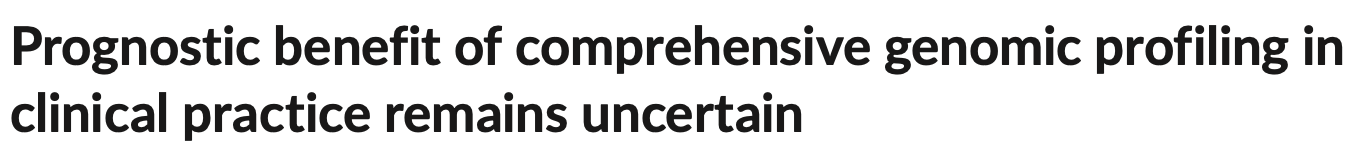 Prognostic benefit of comprehensive genomic profiling in
clinical practice remains uncertain